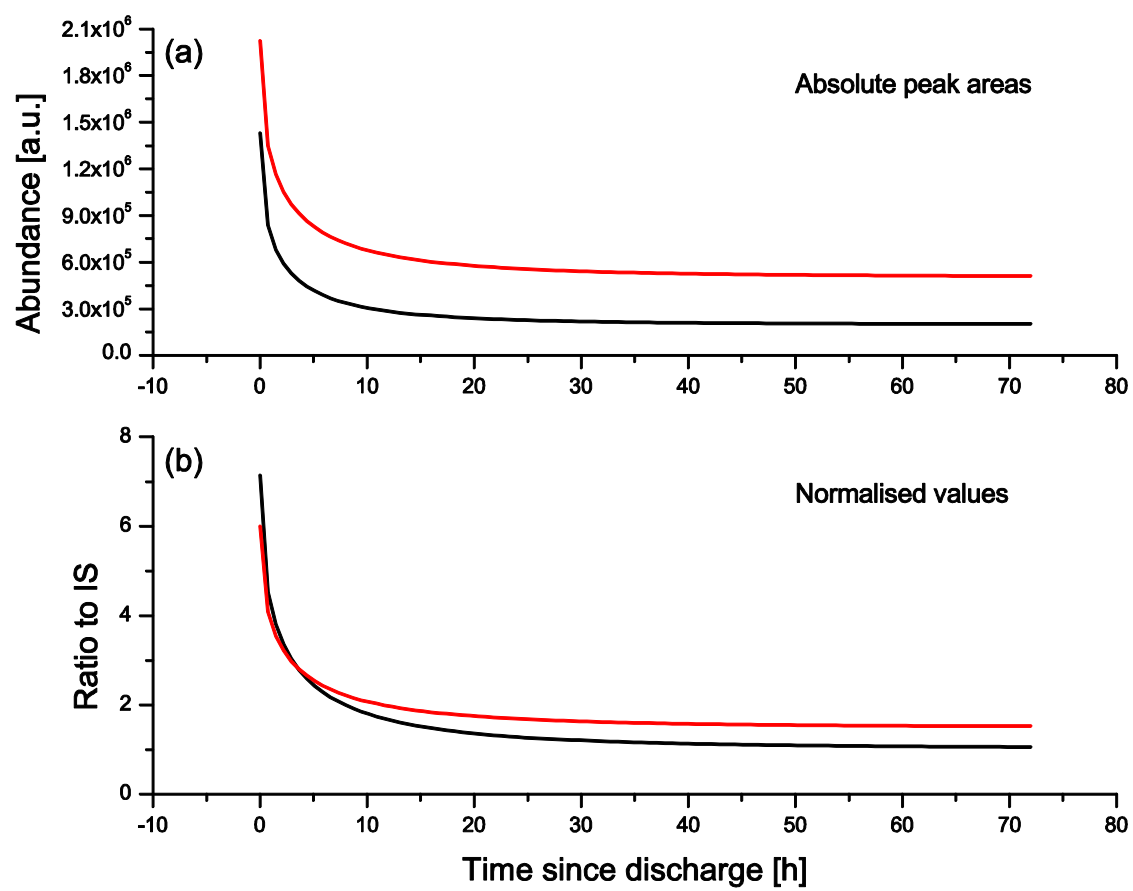 (a)
Absolute peak areas
Abundance [a.u.]
2.1x10⁶
1.8x10⁶
1.5x10⁶
1.2x10⁶
9.0x10⁵
6.0x10⁵
3.0x10⁵
0.0
-10 0 10 20 30 40 50 60 70 80
(b)
Normalised values
Ratio to IS
8
6
4
2
0
-10 0 10 20 30 40 50 60 70 80
Time since discharge [h]